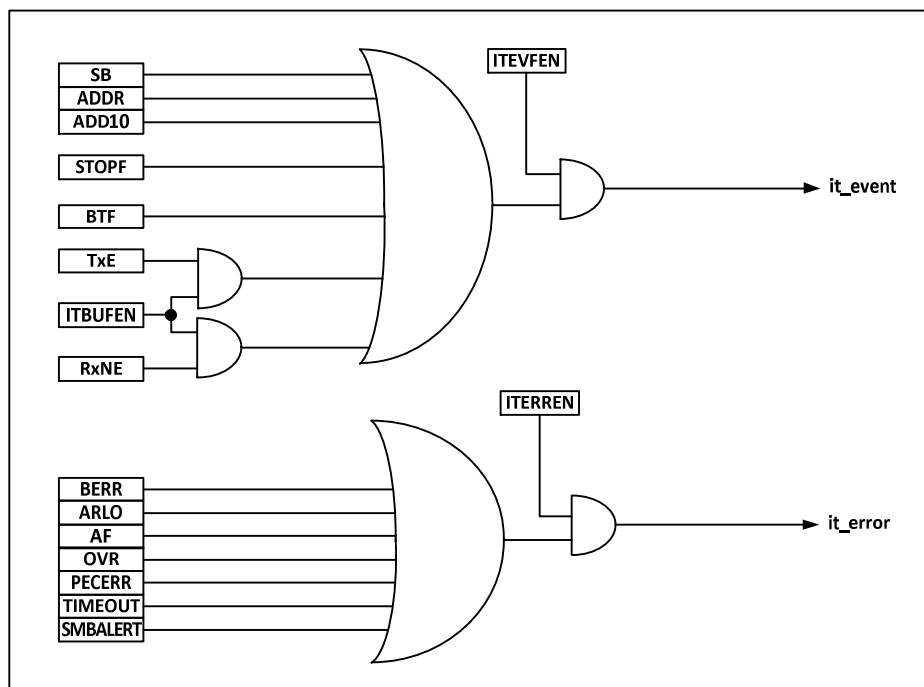 SB
ADDR
ADD10
STOPF
BTF
TxE
ITBUFEN
RxNE
ITEVFEN
it_event
BERR
ARLO
AF
OVR
PECERR
TIMEOUT
SMBALERT
ITERREN
it_error